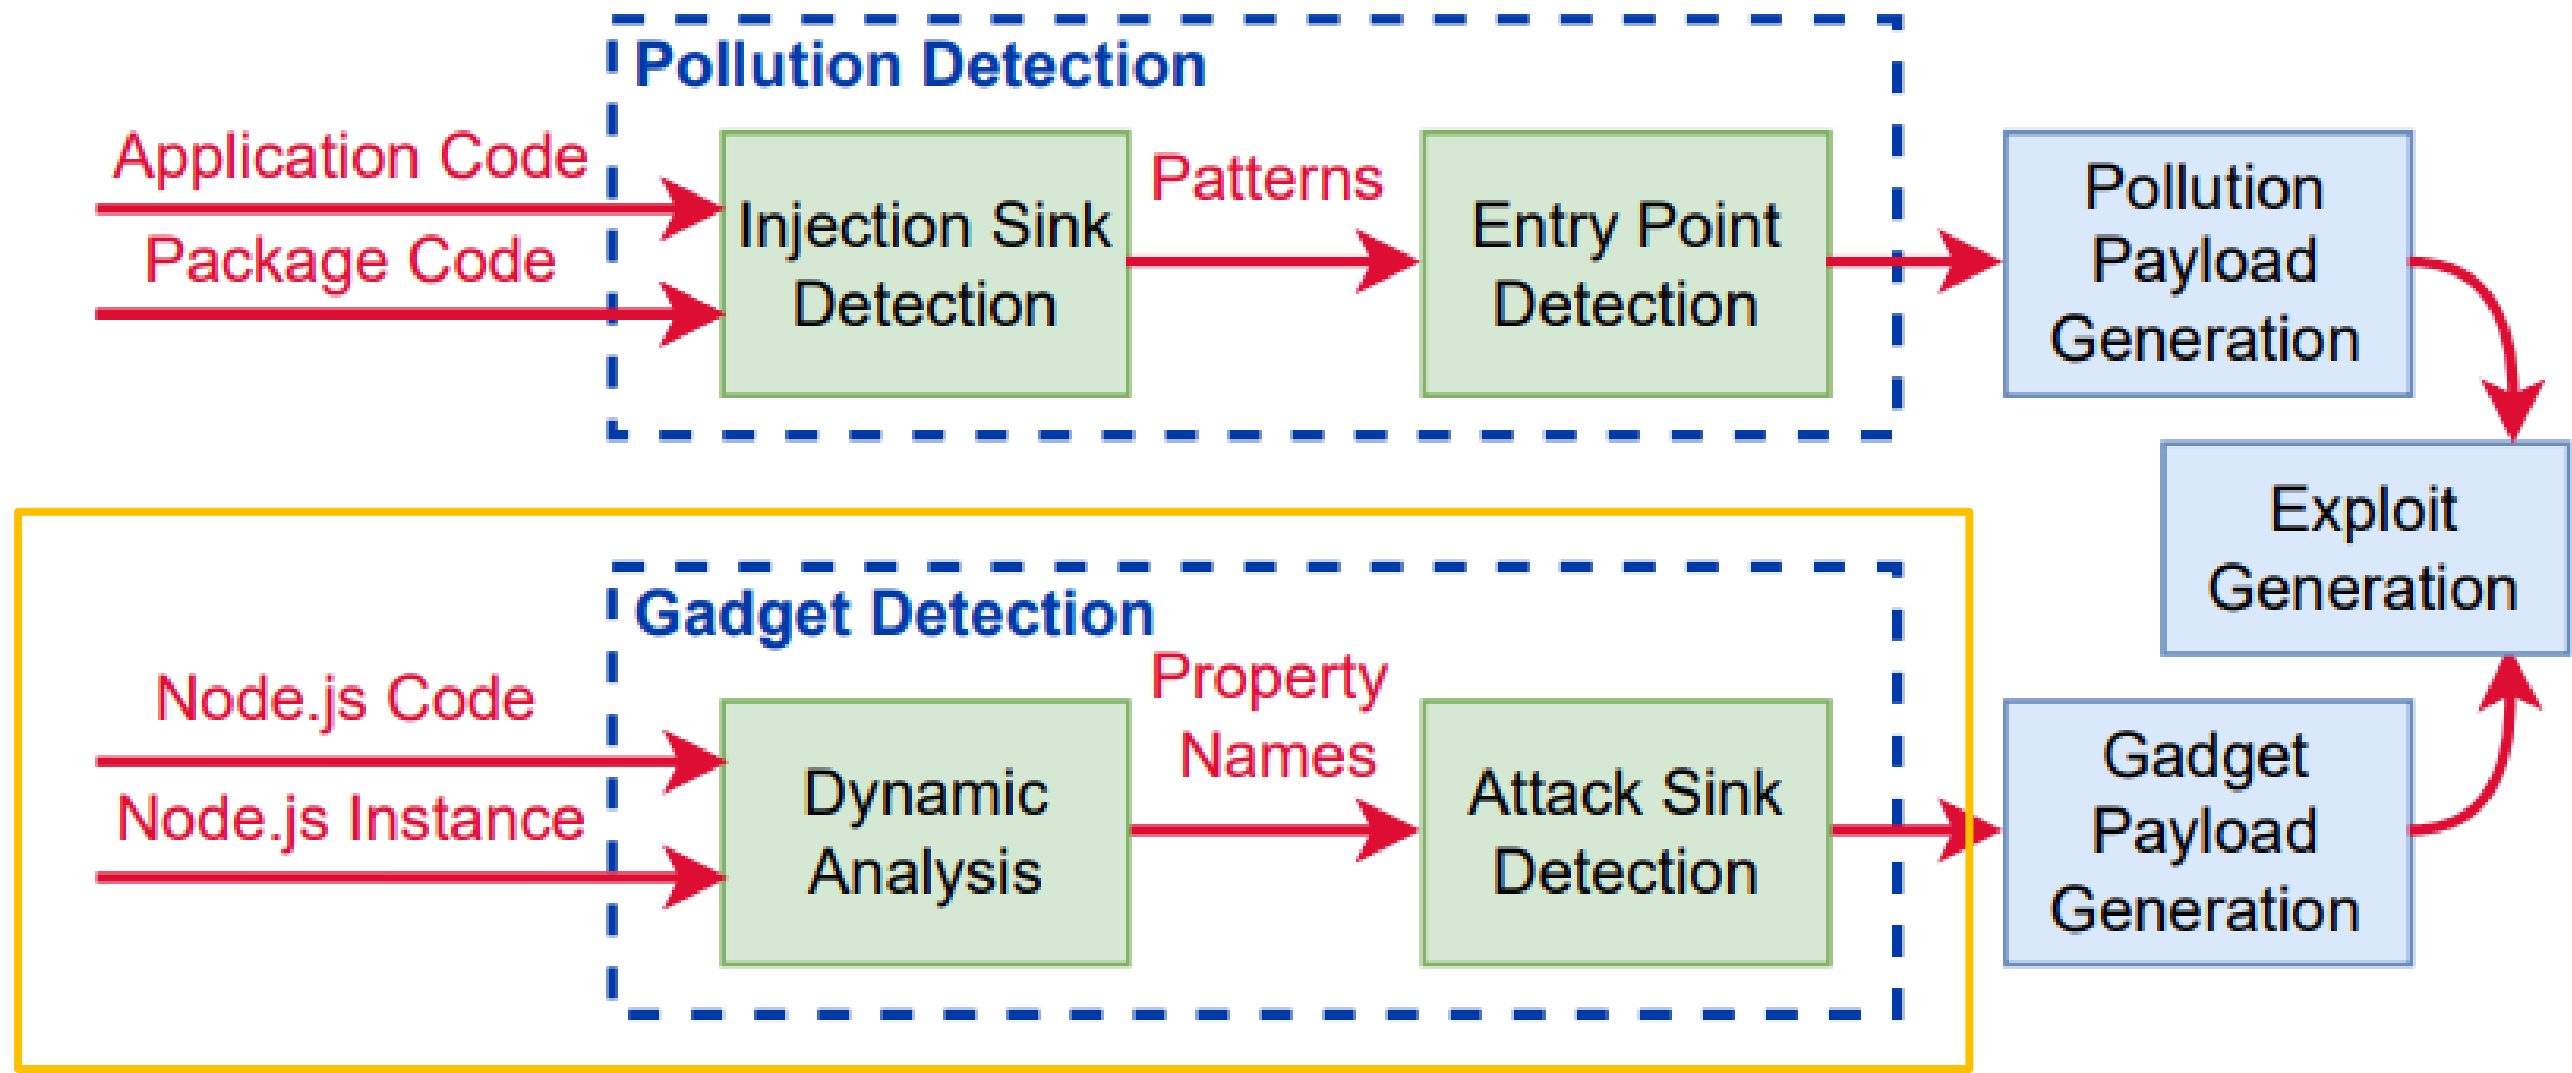 Pollution Detection
Application Code
Package Code
Injection Sink
Detection
Patterns
Entry Point
Detection
Pollution
Payload
Generation
Exploit
Generation
Gadget Detection
Node.js Code
Node.js Instance
Dynamic
Analysis
Property
Names
Attack Sink
Detection
Gadget
Payload
Generation